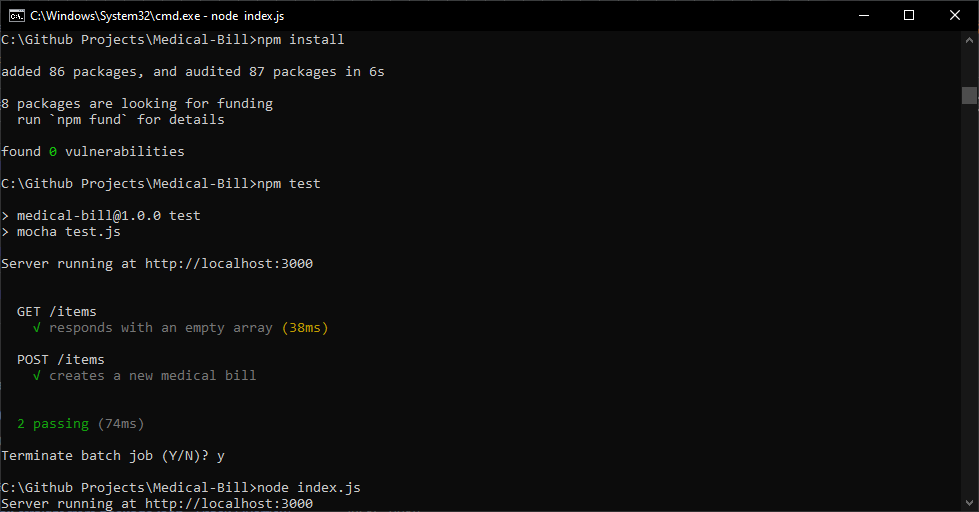 C:\Windows\System32\cmd.exe - node index.js
C:\Github Projects\Medical-Bill>npm install
added 86 packages, and audited 87 packages in 6s
8 packages are looking for funding
run `npm fund` for details
found 0 vulnerabilities
C:\Github Projects\Medical-Bill>npm test
> medical-bill@1.0.0 test
> mocha test.js
Server running at http://localhost:3000
GET /items
√ responds with an empty array (38ms)
POST /items
√ creates a new medical bill
2 passing (74ms)
Terminate batch job (Y/N)? y
C:\Github Projects\Medical-Bill>node index.js
Server running at http://localhost:3000